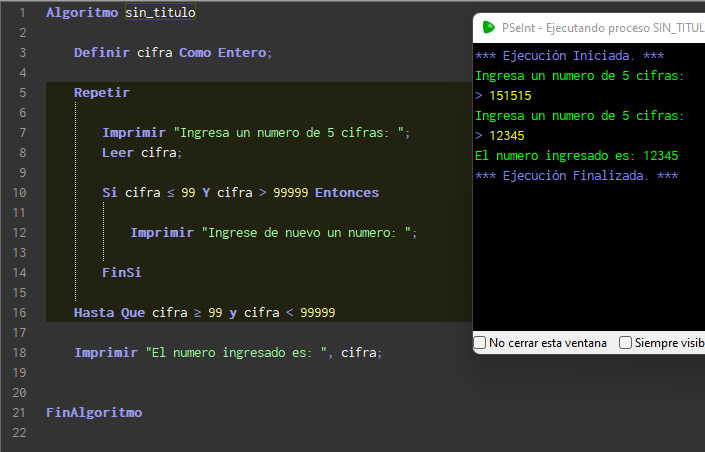 1 Algoritmo sin_titulo
2
3 Definir cifra Como Entero;
4
5 Repetir
6
7 Imprimir "Ingresa un numero de 5 cifras: ";
8 Leer cifra;
9
10 Si cifra ≤ 99 Y cifra > 99999 Entonces
11
12 Imprimir "Ingrese de nuevo un numero: ";
13
14 FinSi
15
16 Hasta Que cifra ≥ 99 y cifra < 99999
17
18 Imprimir "El numero ingresado es: ", cifra;
19
20
21 FinAlgoritmo
22
PSeInt - Ejecutando proceso SIN_TITUL
*** Ejecución Iniciada. ***
Ingresa un numero de 5 cifras:
> 151515
Ingresa un numero de 5 cifras:
> 12345
El numero ingresado es: 12345
*** Ejecución Finalizada. ***
No cerrar esta ventana Siempre visib